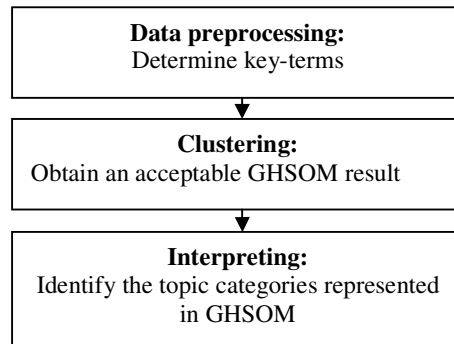 Data preprocessing:
Determine key-terms
Clustering:
Obtain an acceptable GHSOM result
Interpreting:
Identify the topic categories represented
in GHSOM